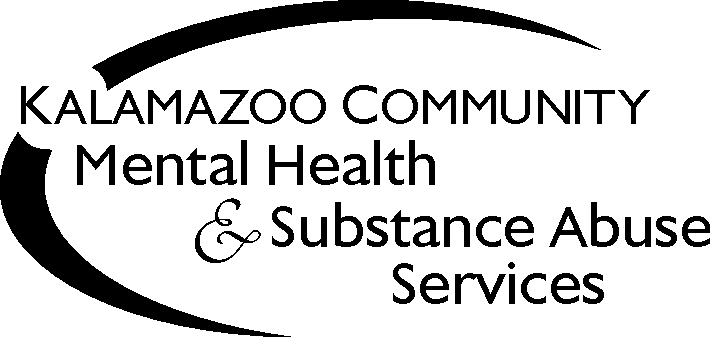 KALAMAZOO COMMUNITY
Mental Health
& Substance Abuse
Services